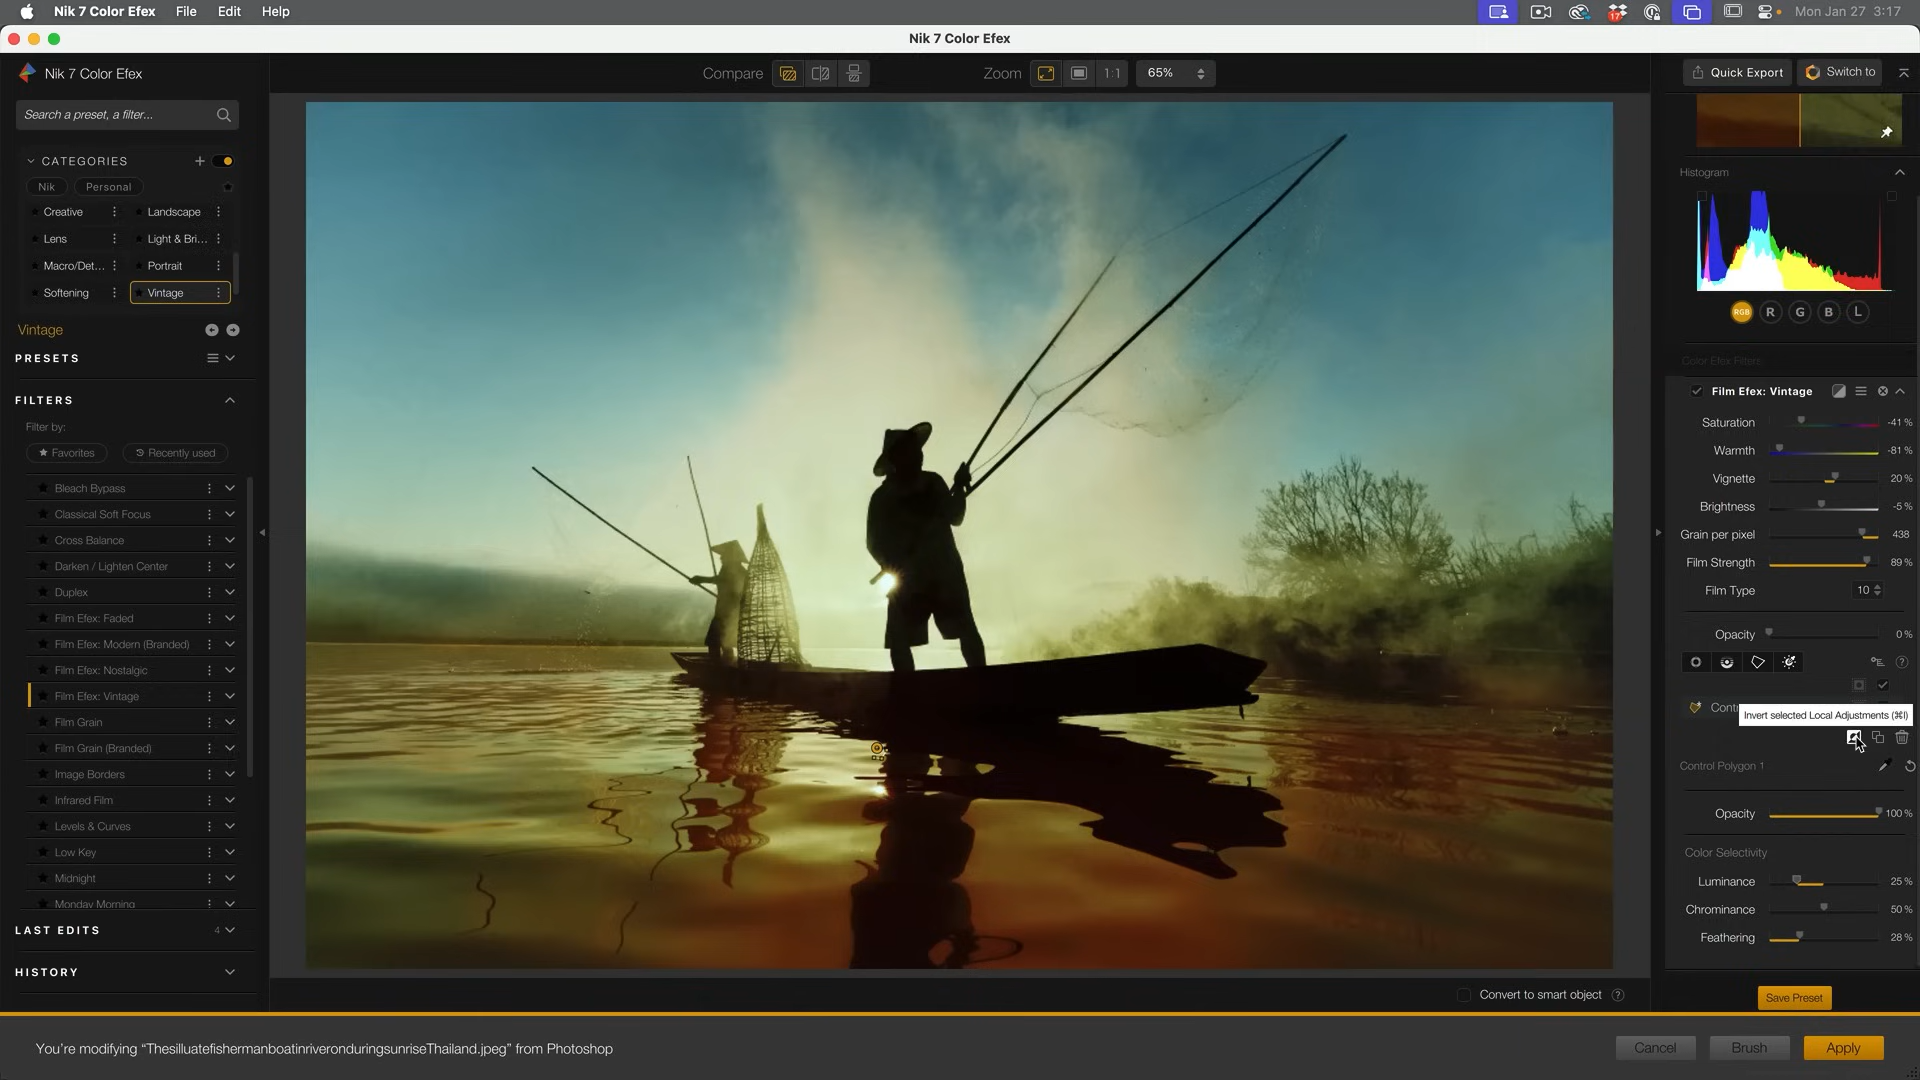 Nik 7 Color Efex File Edit Help
17
Mon Jan 27 3:17
Nik 7 Color Efex
Nik 7 Color Efex
Compare
Zoom
1:1
65%
Quick Export
Switch to
Search a preset, a filter...
CATEGORIES
Nik Personal
Creative Landscape
Lens Light & Bri...
Macro/Det... Portrait
Softening Vintage
Vintage
PRESETS
FILTERS
Filter by:
Favorites Recently used
Bleach Bypass
Classical Soft Focus
Cross Balance
Darken / Lighten Center
Duplex
Film Efex: Faded
Film Efex: Modern (Branded)
Film Efex: Nostalgic
Film Efex: Vintage
Film Grain
Film Grain (Branded)
Image Borders
Infrared Film
Levels & Curves
Low Key
Midnight
Monday Morning
LAST EDITS 4
HISTORY
Histogram
RGB R G B L
Color Efex Filters
Film Efex: Vintage
Saturation -41 %
Warmth -81 %
Vignette 20 %
Brightness -5 %
Grain per pixel 438
Film Strength 89 %
Film Type 10
Opacity 0 %
?
Contr
Invert selected Local Adjustments (⌘I)
Control Polygon 1
Opacity 100 %
Color Selectivity
Luminance 25 %
Chrominance 50 %
Feathering 28 %
Convert to smart object ?
Save Preset
You're modifying “ThesilluatefishermanboatinriveronduringsunriseThailand.jpeg” from Photoshop
Cancel Brush Apply